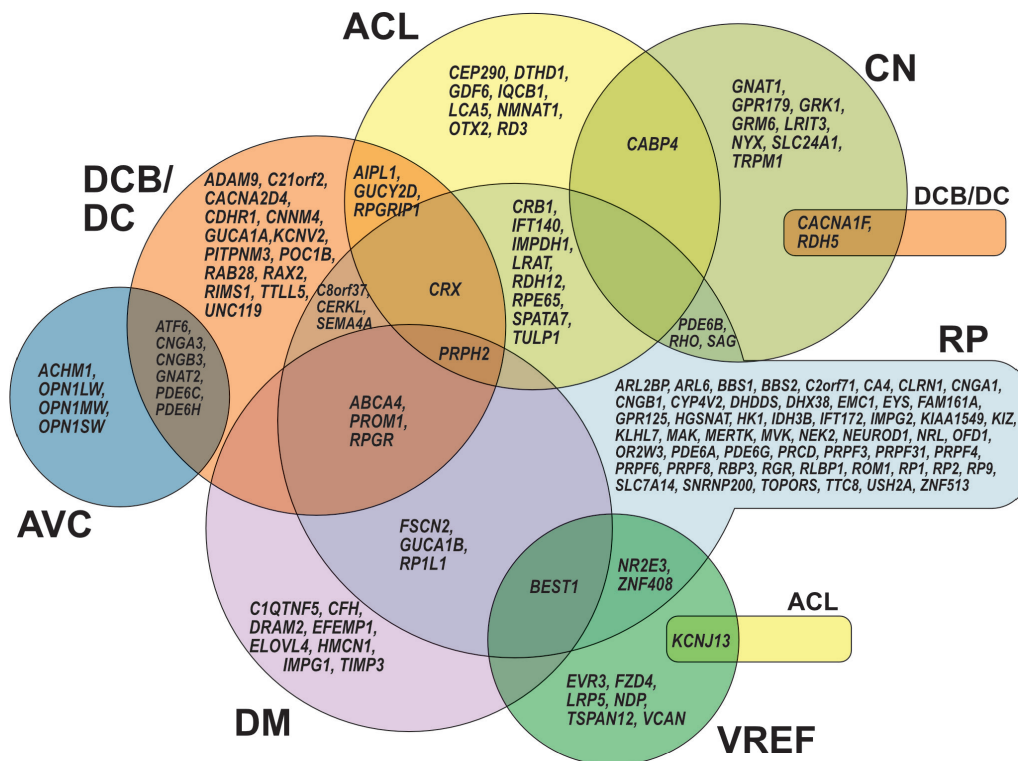 ACL
CN
CEP290, DTHD1,
GDF6, IQCB1,
LCA5, NMNAT1,
OTX2, RD3
GNAT1,
GPR179, GRK1,
GRM6, LRIT3,
NYX, SLC24A1,
TRPM1
CABP4
DCB/
DC
ADAM9, C21orf2,
CACNA2D4,
CDHR1, CNNM4,
GUCA1A,KCNV2,
PITPNM3, POC1B,
RAB28, RAX2,
RIMS1, TTLL5,
UNC119
AIPL1,
GUCY2D,
RPGRIP1
CRB1,
IFT140,
IMPDH1,
LRAT,
RDH12,
RPE65,
SPATA7,
TULP1
DCB/DC
CACNA1F,
RDH5
C8orf37,
CERKL,
SEMA4A
CRX
PRPH2
PDE6B,
RHO, SAG
RP
ATF6,
CNGA3,
CNGB3,
GNAT2,
PDE6C,
PDE6H
ACHM1,
OPN1LW,
OPN1MW,
OPN1SW
AVC
ABCA4,
PROM1,
RPGR
ARL2BP, ARL6, BBS1, BBS2, C2orf71, CA4, CLRN1, CNGA1,
CNGB1, CYP4V2, DHDDS, DHX38, EMC1, EYS, FAM161A,
GPR125, HGSNAT, HK1, IDH3B, IFT172, IMPG2, KIAA1549, KIZ,
KLHL7, MAK, MERTK, MVK, NEK2, NEUROD1, NRL, OFD1,
OR2W3, PDE6A, PDE6G, PRCD, PRPF3, PRPF31, PRPF4,
PRPF6, PRPF8, RBP3, RGR, RLBP1, ROM1, RP1, RP2, RP9,
SLC7A14, SNRNP200, TOPORS, TTC8, USH2A, ZNF513
FSCN2,
GUCA1B,
RP1L1
BEST1
NR2E3,
ZNF408
ACL
KCNJ13
C1QTNF5, CFH,
DRAM2, EFEMP1,
ELOVL4, HMCN1,
IMPG1, TIMP3
EVR3, FZD4,
LRP5, NDP,
TSPAN12, VCAN
DM
VREF